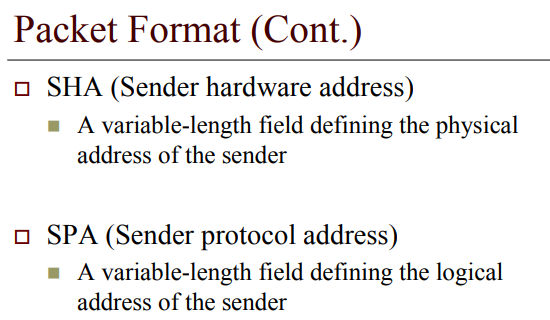 Packet Format (Cont.)
SHA (Sender hardware address)
A variable-length field defining the physical
address of the sender
SPA (Sender protocol address)
A variable-length field defining the logical
address of the sender